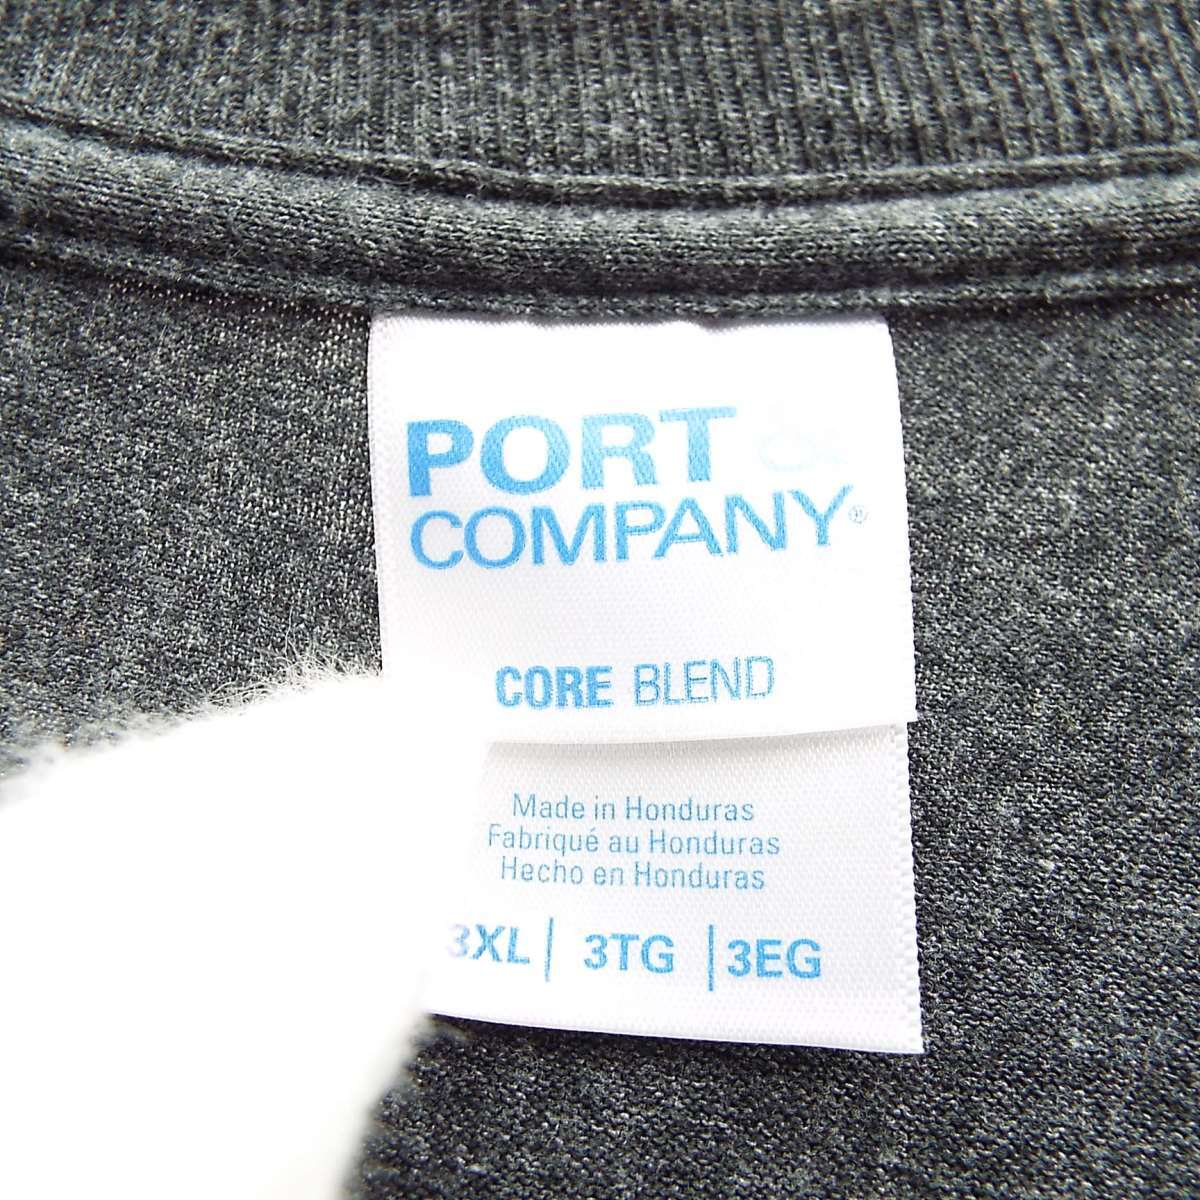 PORT &
COMPANY®
CORE BLEND
Made in Honduras
Fabriqué au Honduras
Hecho en Honduras
3XL | 3TG | 3EG